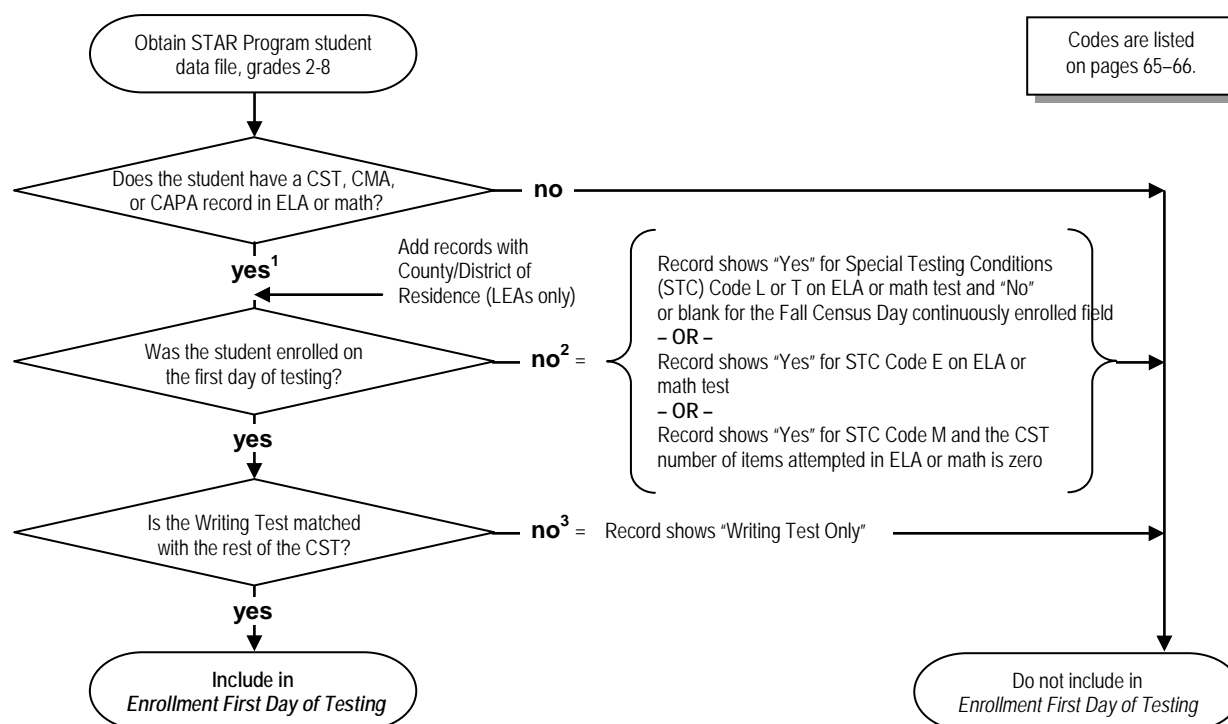 Obtain STAR Program student
data file, grades 2-8
Codes are listed
on pages 65–66.
Does the student have a CST, CMA,
or CAPA record in ELA or math?
no
yes1
Add records with
County/District of
Residence (LEAs only)
Was the student enrolled on
the first day of testing?
no2 =
Record shows “Yes” for Special Testing Conditions
(STC) Code L or T on ELA or math test and “No”
or blank for the Fall Census Day continuously enrolled field
– OR –
Record shows “Yes” for STC Code E on ELA or
math test
– OR –
Record shows “Yes” for STC Code M and the CST
number of items attempted in ELA or math is zero
yes
Is the Writing Test matched
with the rest of the CST?
no3 = Record shows “Writing Test Only”
yes
Include in
Enrollment First Day of Testing
Do not include in
Enrollment First Day of Testing